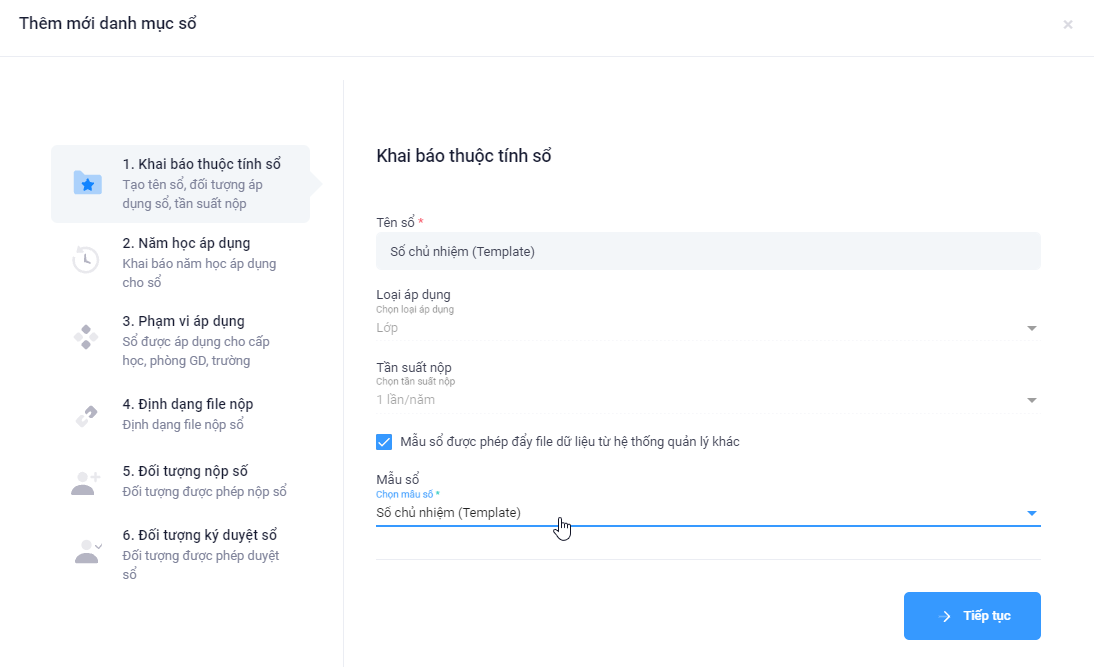 Thêm mới danh mục sổ
×
1. Khai báo thuộc tính sổ
Tạo tên sổ, đối tượng áp
dụng sổ, tần suất nộp
2. Năm học áp dụng
Khai báo năm học áp dụng
cho sổ
3. Phạm vi áp dụng
Sổ được áp dụng cho cấp
học, phòng GD, trường
4. Định dạng file nộp
Định dạng file nộp sổ
5. Đối tượng nộp sổ
Đối tượng được phép nộp sổ
6. Đối tượng ký duyệt sổ
Đối tượng được phép duyệt
sổ
Khai báo thuộc tính sổ
Tên sổ *
Sổ chủ nhiệm (Template)
Loại áp dụng
Chọn loại áp dụng
Lớp
Tần suất nộp
Chọn tần suất nộp
1 lần/năm
Mẫu sổ được phép đẩy file dữ liệu từ hệ thống quản lý khác
Mẫu sổ
Chọn mẫu sổ *
Sổ chủ nhiệm (Template)
Tiếp tục